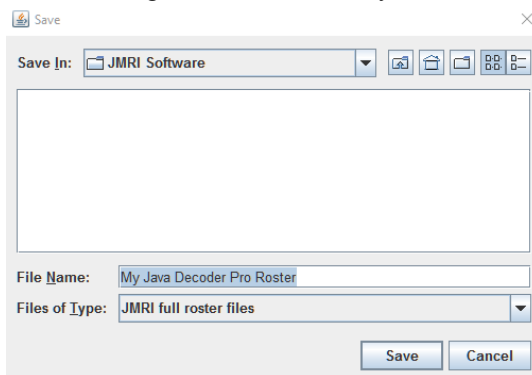 Save
Save In: JMRI Software
File Name: My Java Decoder Pro Roster
Files of Type: JMRI full roster files
Save Cancel